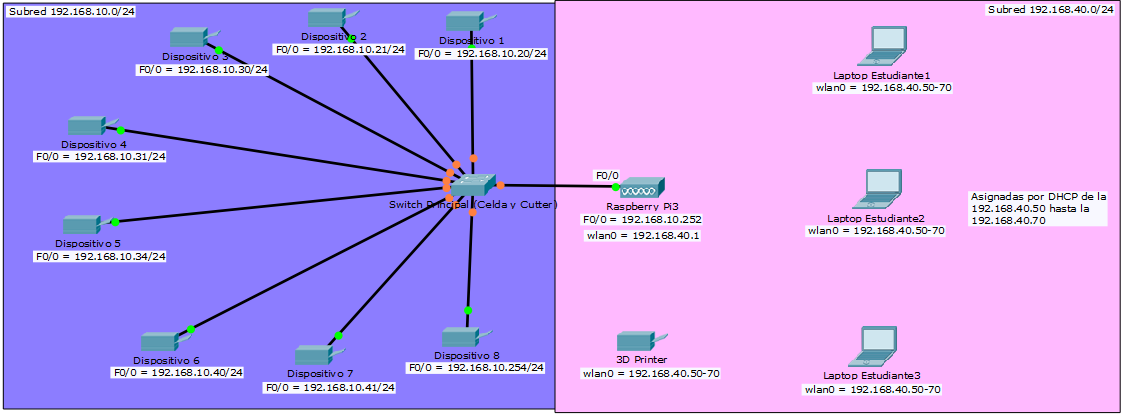 Subred 192.168.10.0/24
Subred 192.168.40.0/24
Dispositivo 2
F0/0 = 192.168.10.21/24
Dispositivo 1
F0/0 = 192.168.10.20/24
Dispositivo 3
F0/0 = 192.168.10.30/24
Laptop Estudiante1
wlan0 = 192.168.40.50-70
Dispositivo 4
F0/0 = 192.168.10.31/24
F0/0
Switch Principal (Celda y Cutter)
Raspberry Pi3
F0/0 = 192.168.10.252
wlan0 = 192.168.40.1
Laptop Estudiante2
wlan0 = 192.168.40.50-70
Asignadas por DHCP de la
192.168.40.50 hasta la
192.168.40.70
Dispositivo 5
F0/0 = 192.168.10.34/24
Dispositivo 6
F0/0 = 192.168.10.40/24
Dispositivo 7
F0/0 = 192.168.10.41/24
Dispositivo 8
F0/0 = 192.168.10.254/24
3D Printer
wlan0 = 192.168.40.50-70
Laptop Estudiante3
wlan0 = 192.168.40.50-70